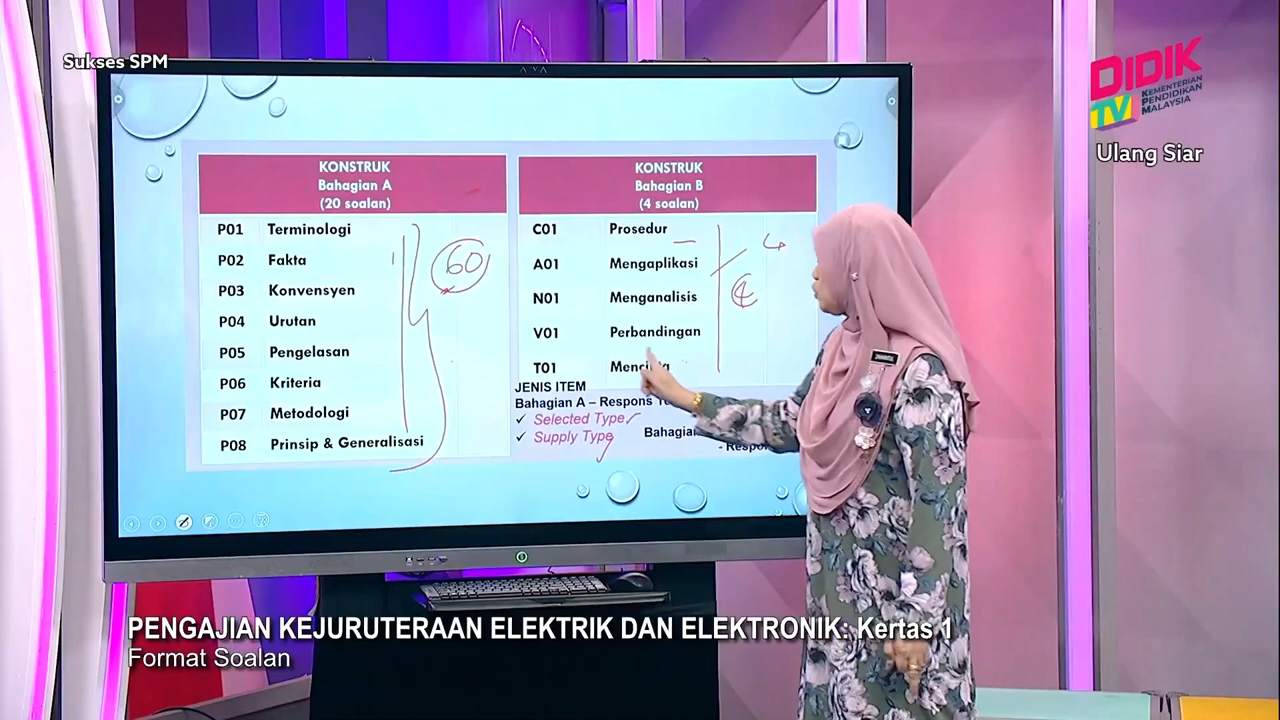 Sukses SPM
DIDIK
TV
KEMENTERIAN
PENDIDIKAN
MALAYSIA
Ulang Siar
KONSTRUK
Bahagian A
(20 soalan)
P01 Terminologi
P02 Fakta
P03 Konvensyen
P04 Urutan
P05 Pengelasan
P06 Kriteria
P07 Metodologi
P08 Prinsip & Generalisasi
60
KONSTRUK
Bahagian B
(4 soalan)
C01 Prosedur
A01 Mengaplikasi
N01 Menganalisis
V01 Perbandingan
T01
JENIS ITEM
Bahagian A – Respons
✓ Selected Type
✓ Supply Type
PENGAJIAN KEJURUTERAAN ELEKTRIK DAN ELEKTRONIK: Kertas 1
Format Soalan